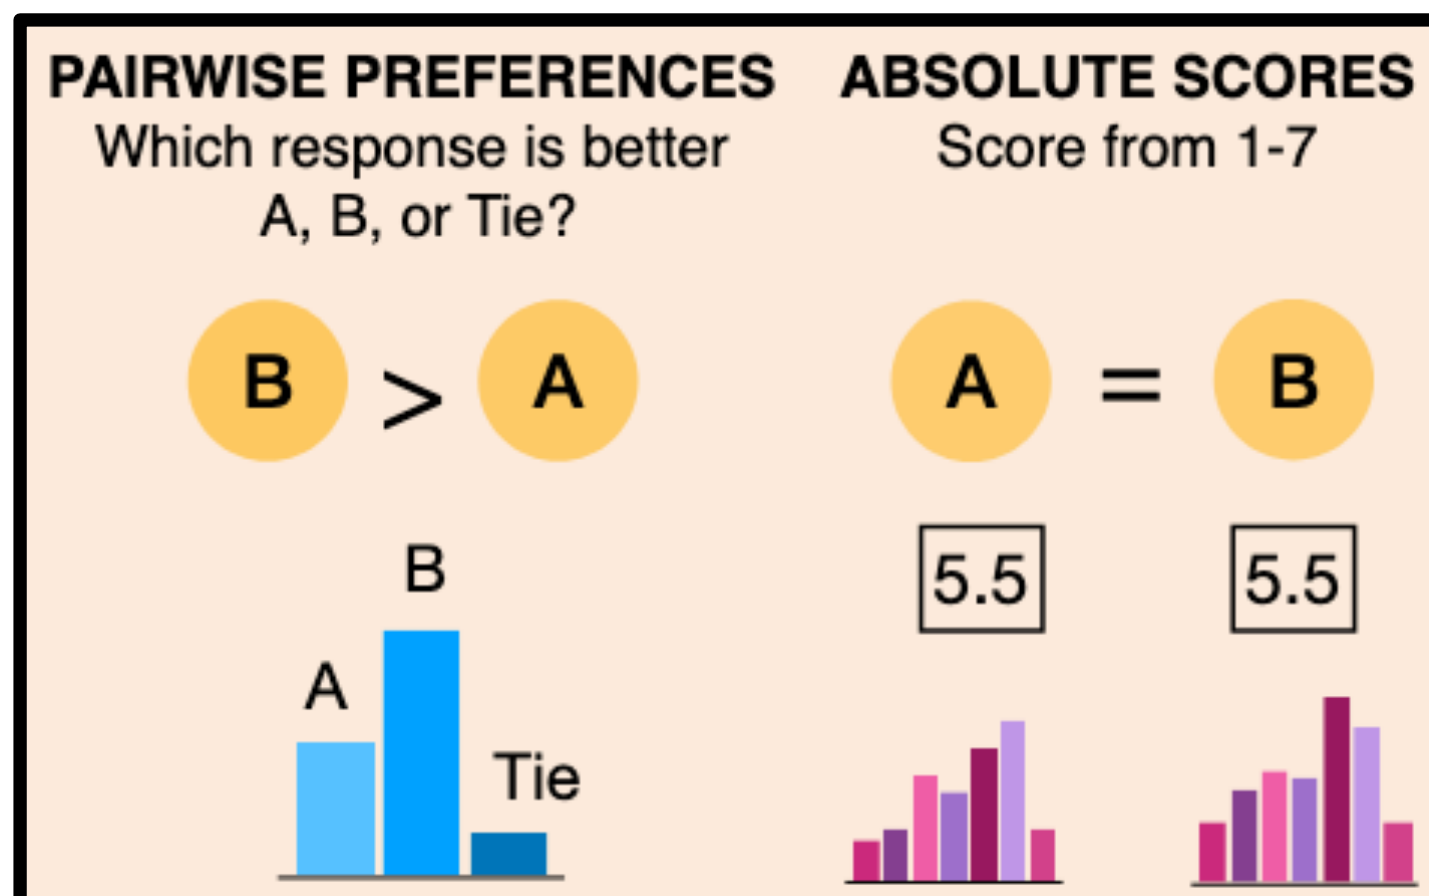 PAIRWISE PREFERENCES
Which response is better
A, B, or Tie?
B > A
B
A
Tie
ABSOLUTE SCORES
Score from 1-7
A = B
5.5 5.5